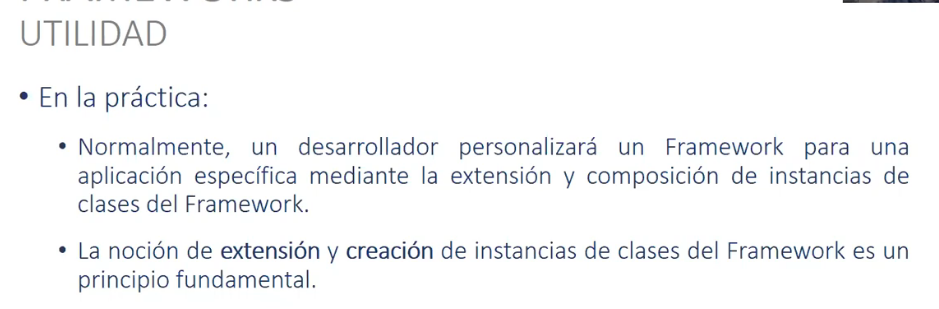 UTILIDAD
• En la práctica:
• Normalmente, un desarrollador personalizará un Framework para una
aplicación específica mediante la extensión y composición de instancias de
clases del Framework.
• La noción de extensión y creación de instancias de clases del Framework es un
principio fundamental.